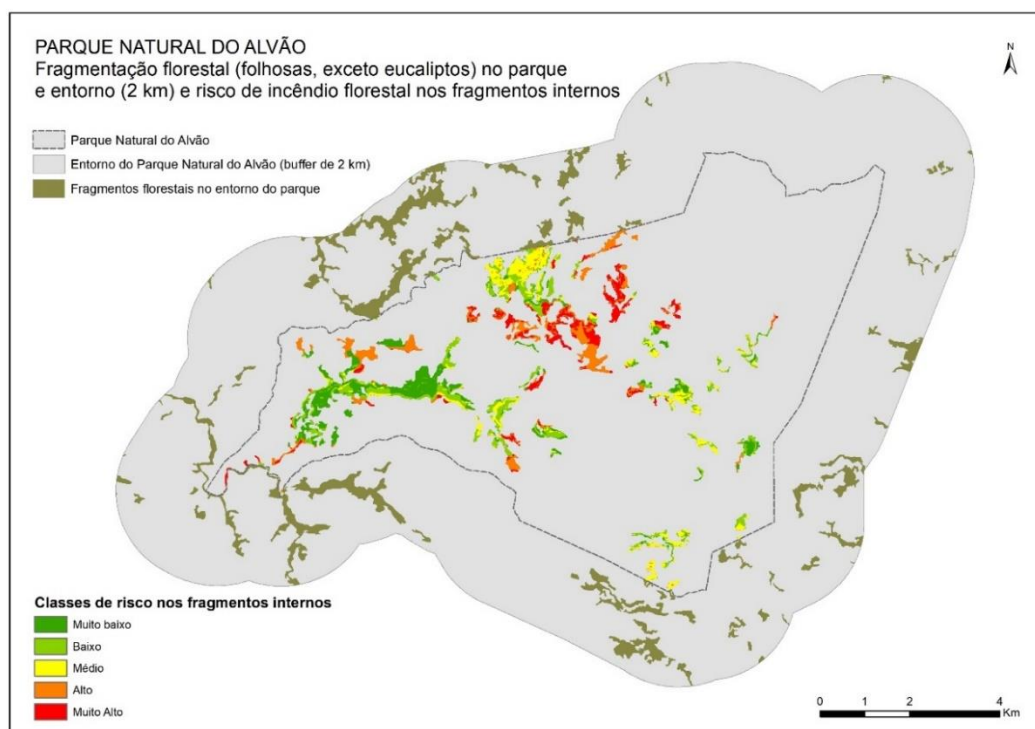 PARQUE NATURAL DO ALVÃO
Fragmentação florestal (folhosas, exceto eucaliptos) no parque
e entorno (2 km) e risco de incêndio florestal nos fragmentos internos
N
Parque Natural do Alvão
Entorno do Parque Natural do Alvão (buffer de 2 km)
Fragmentos florestais no entorno do parque
Classes de risco nos fragmentos internos
Muito baixo
Baixo
Médio
Alto
Muito Alto
0 1 2 4
Km